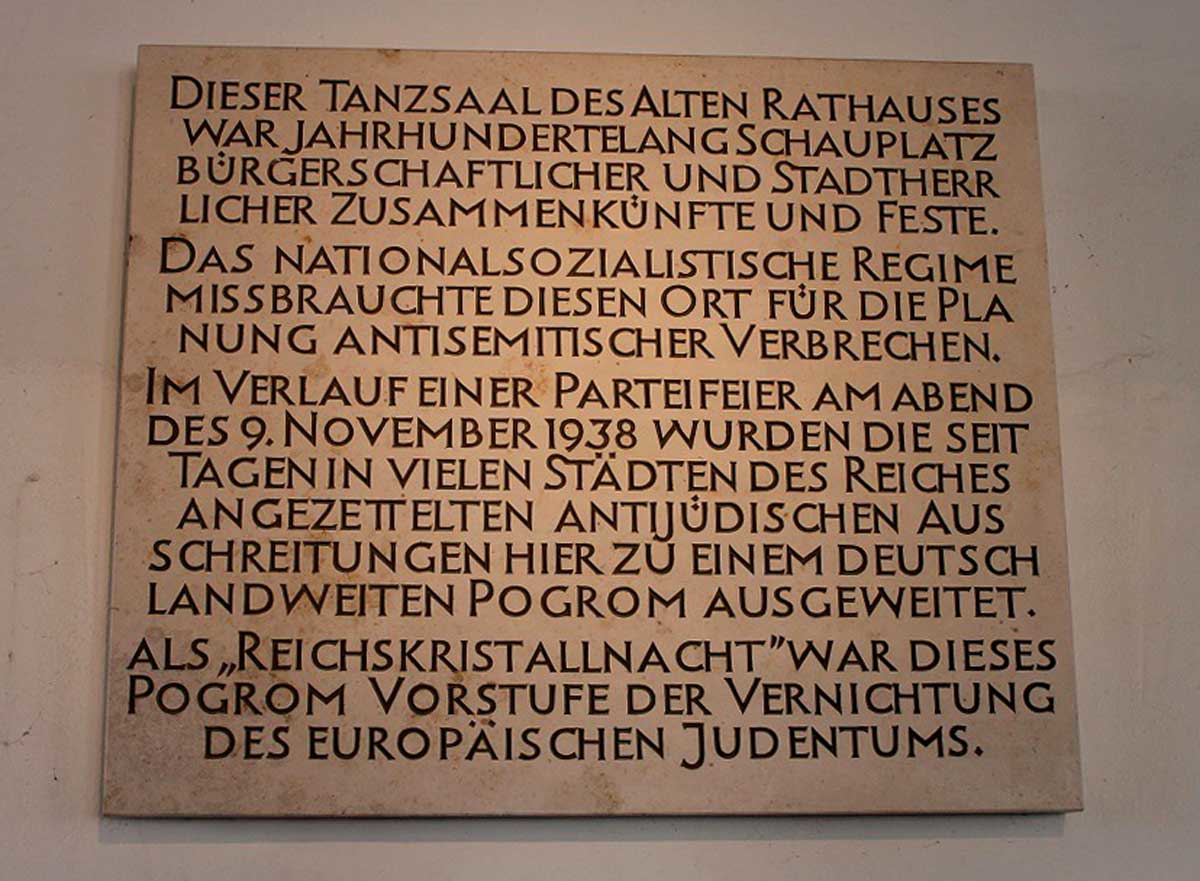 DIESER TANZSAAL DES ALTEN RATHAUSES
WAR JAHRHUNDERTELANG SCHAUPLATZ
BÜRGERSCHAFTLICHER UND STADTHERR
LICHER ZUSAMMENKÜNFTE UND FESTE.
DAS NATIONALSOZIALISTISCHE REGIME
MISSBRAUCHTE DIESEN ORT FÜR DIE PLA
NUNG ANTISEMITISCHER VERBRECHEN.
IM VERLAUF EINER PARTEIFEIER AM ABEND
DES 9. NOVEMBER 1938 WURDEN DIE SEIT
TAGEN IN VIELEN STÄDTEN DES REICHES
ANGEZETTELTEN ANTIJÜDISCHEN AUS
SCHREITUNGEN HIER ZU EINEM DEUTSCH
LANDWEITEN POGROM AUSGEWEITET.
ALS „REICHSKRISTALLNACHT” WAR DIESES
POGROM VORSTUFE DER VERNICHTUNG
DES EUROPÄISCHEN JUDENTUMS.